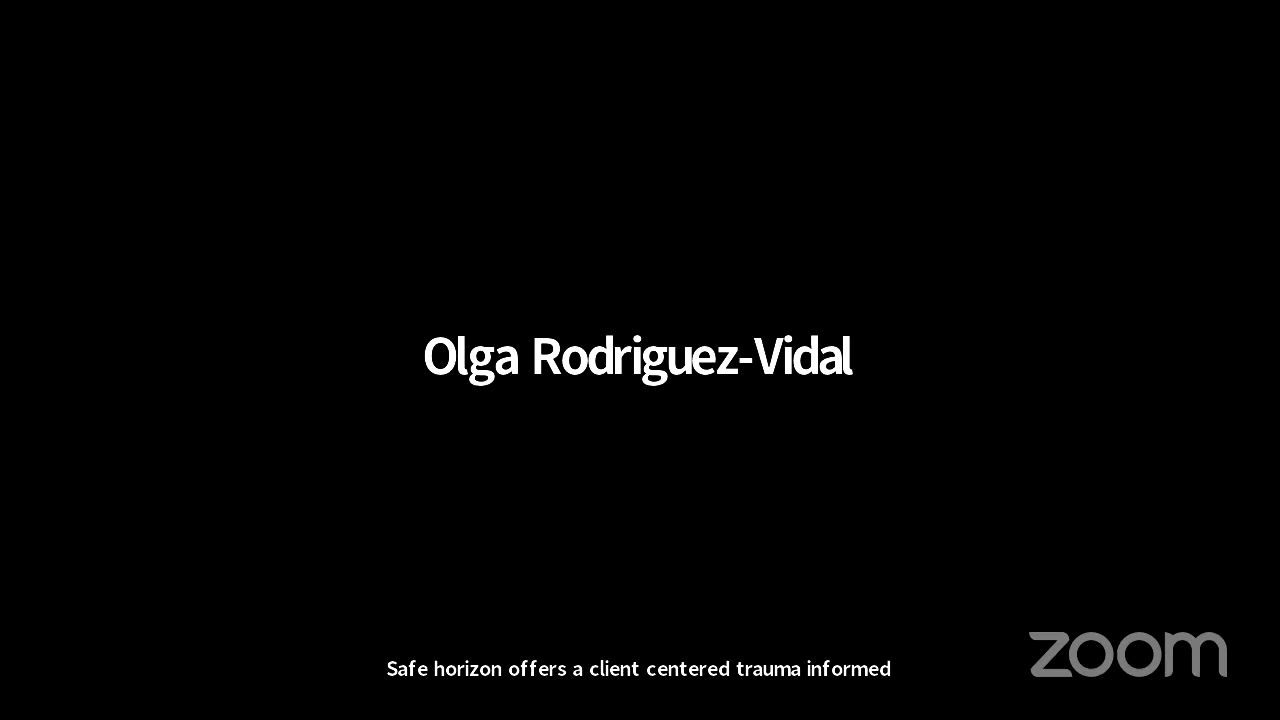 Olga Rodriguez-Vidal
zoom
Safe horizon offers a client centered trauma informed